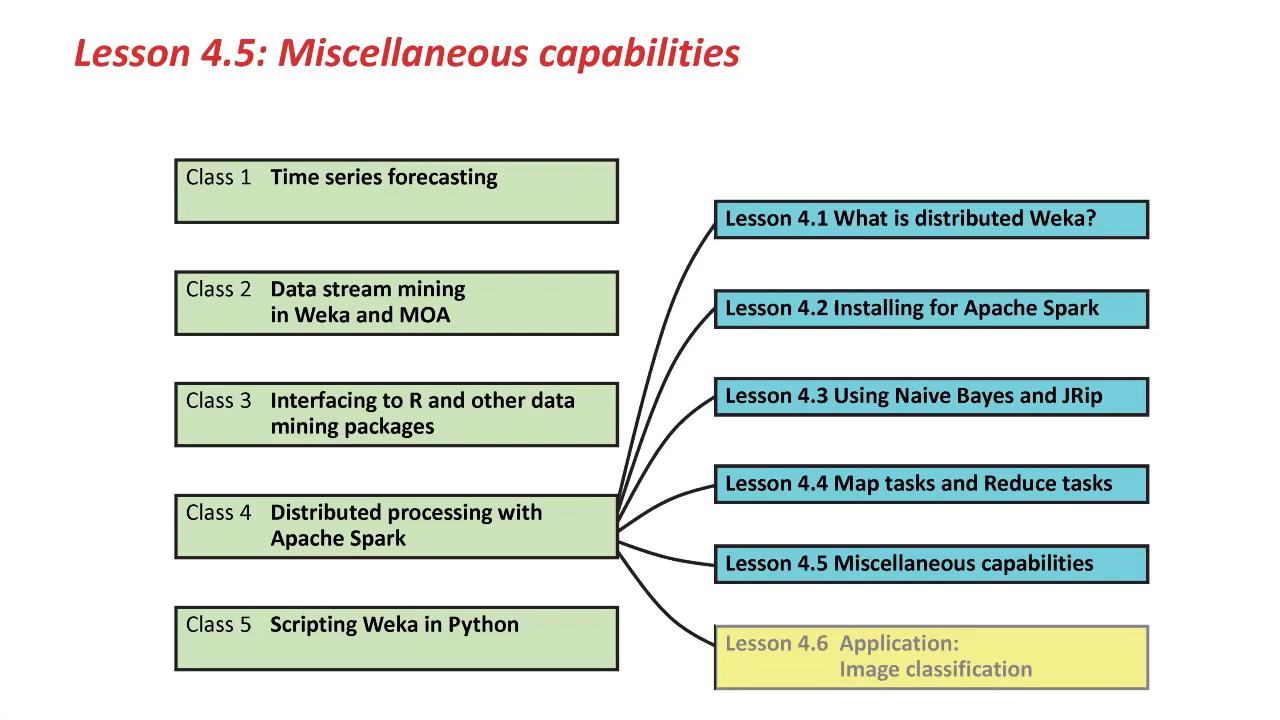 Lesson 4.5: Miscellaneous capabilities
Class 1 Time series forecasting
Class 2 Data stream mining
in Weka and MOA
Class 3 Interfacing to R and other data
mining packages
Class 4 Distributed processing with
Apache Spark
Class 5 Scripting Weka in Python
Lesson 4.1 What is distributed Weka?
Lesson 4.2 Installing for Apache Spark
Lesson 4.3 Using Naive Bayes and JRip
Lesson 4.4 Map tasks and Reduce tasks
Lesson 4.5 Miscellaneous capabilities
Lesson 4.6 Application:
Image classification